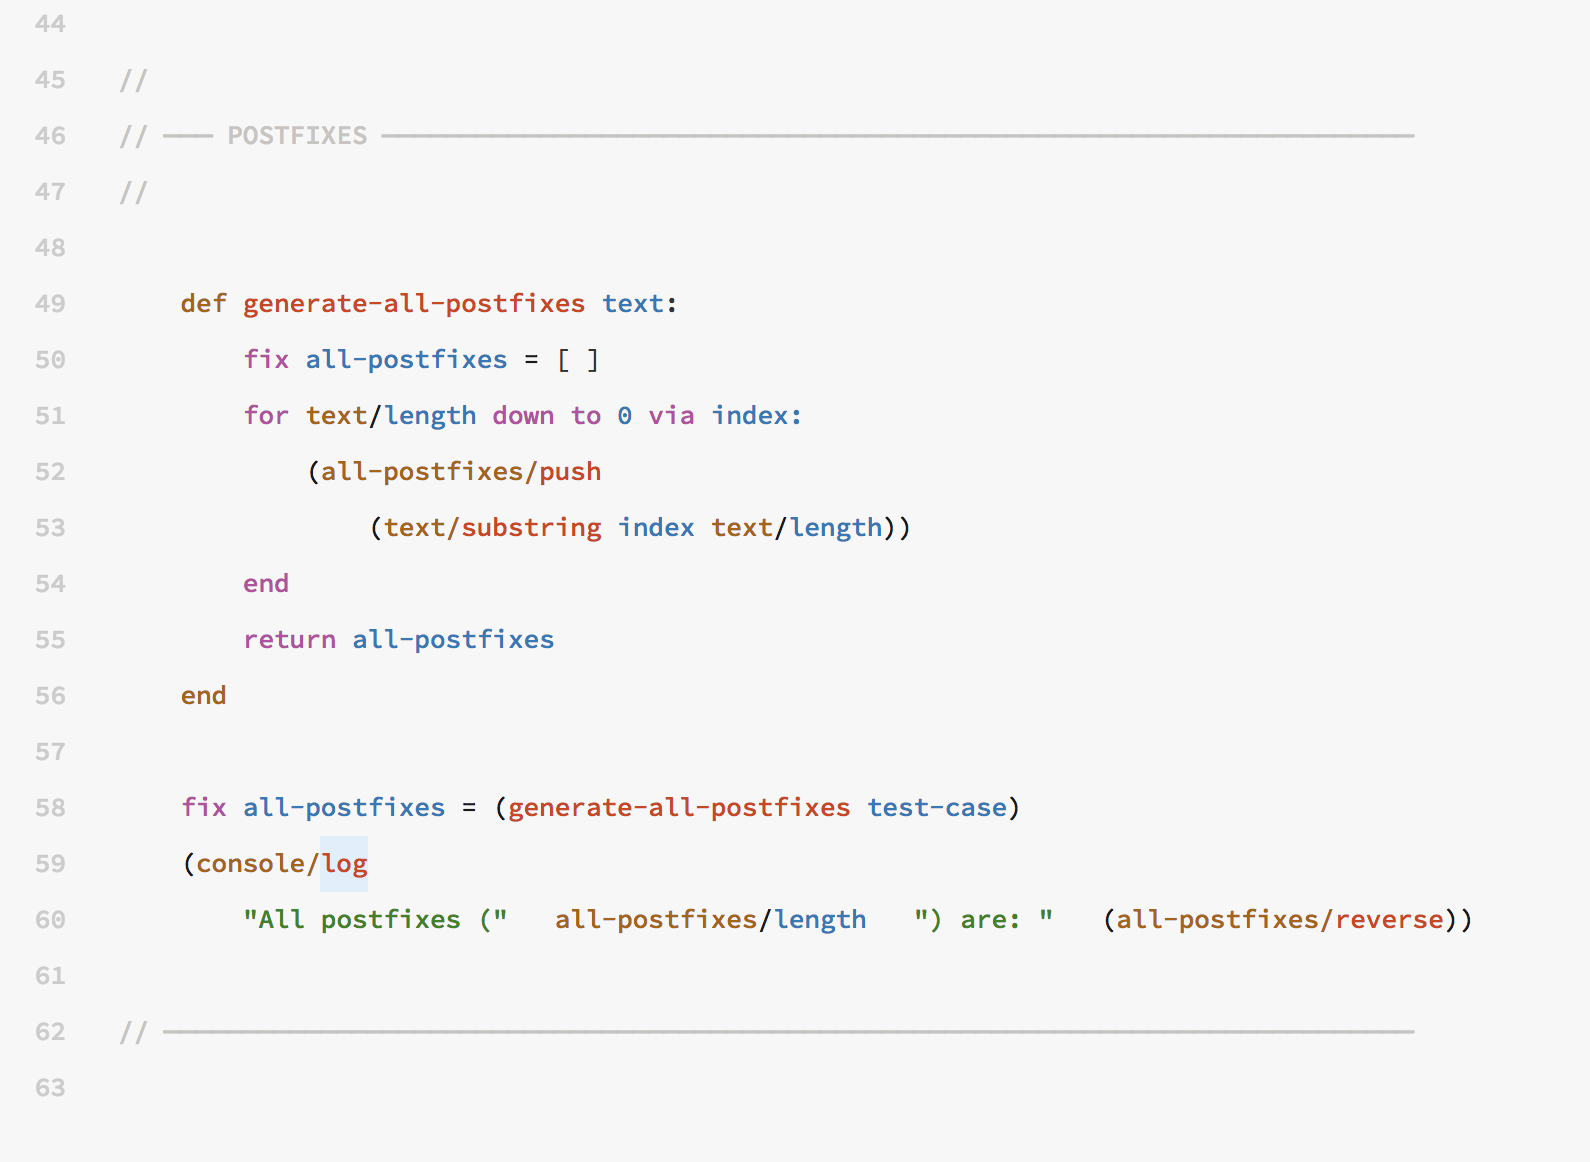 44
45 //
46 // ─── POSTFIXES ──────────────────────────────────────────────────────────────────
47 //
48
49 def generate-all-postfixes text:
50 fix all-postfixes = [ ]
51 for text/length down to 0 via index:
52 (all-postfixes/push
53 (text/substring index text/length))
54 end
55 return all-postfixes
56 end
57
58 fix all-postfixes = (generate-all-postfixes test-case)
59 (console/log
60 "All postfixes (" all-postfixes/length ") are: " (all-postfixes/reverse))
61
62 // ────────────────────────────────────────────────────────────────────────────────
63